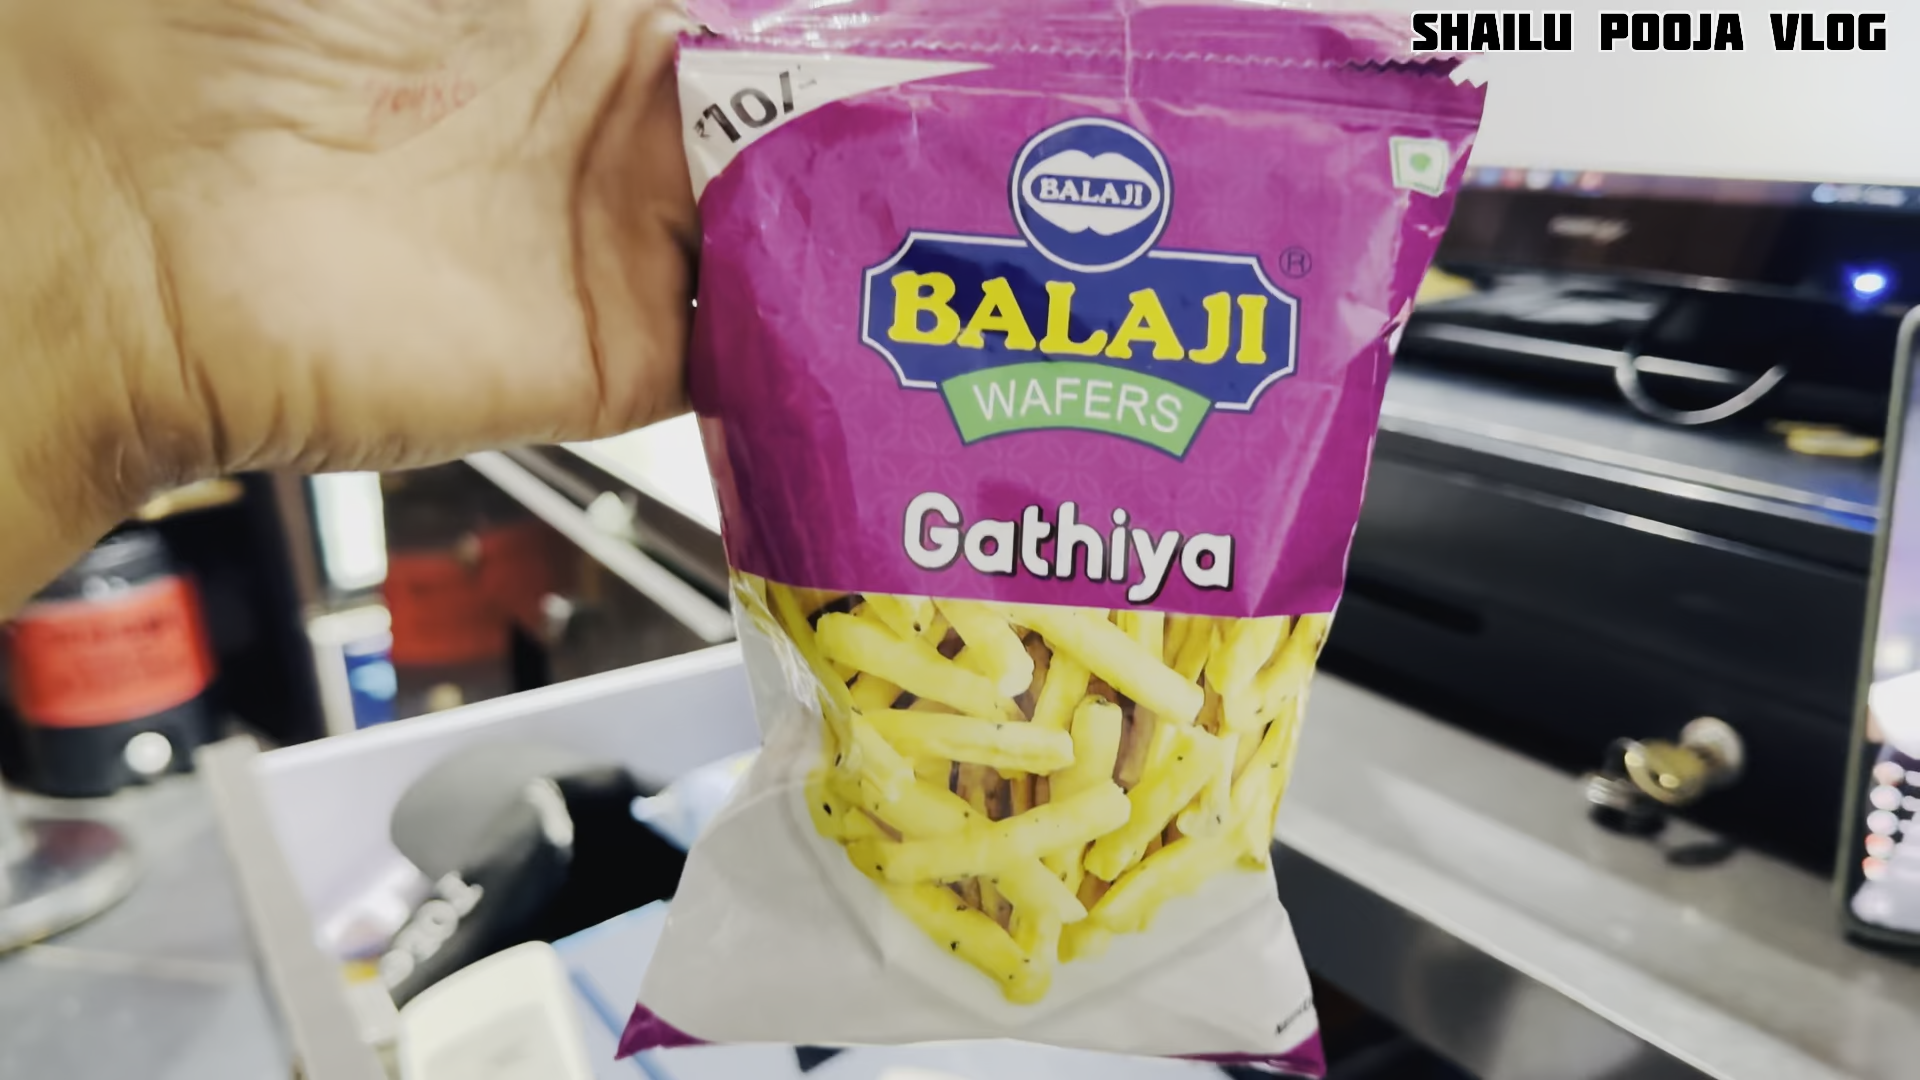 SHAILU POOJA VLOG
₹10/-
BALAJI
BALAJI
®
WAFERS
Gathiya